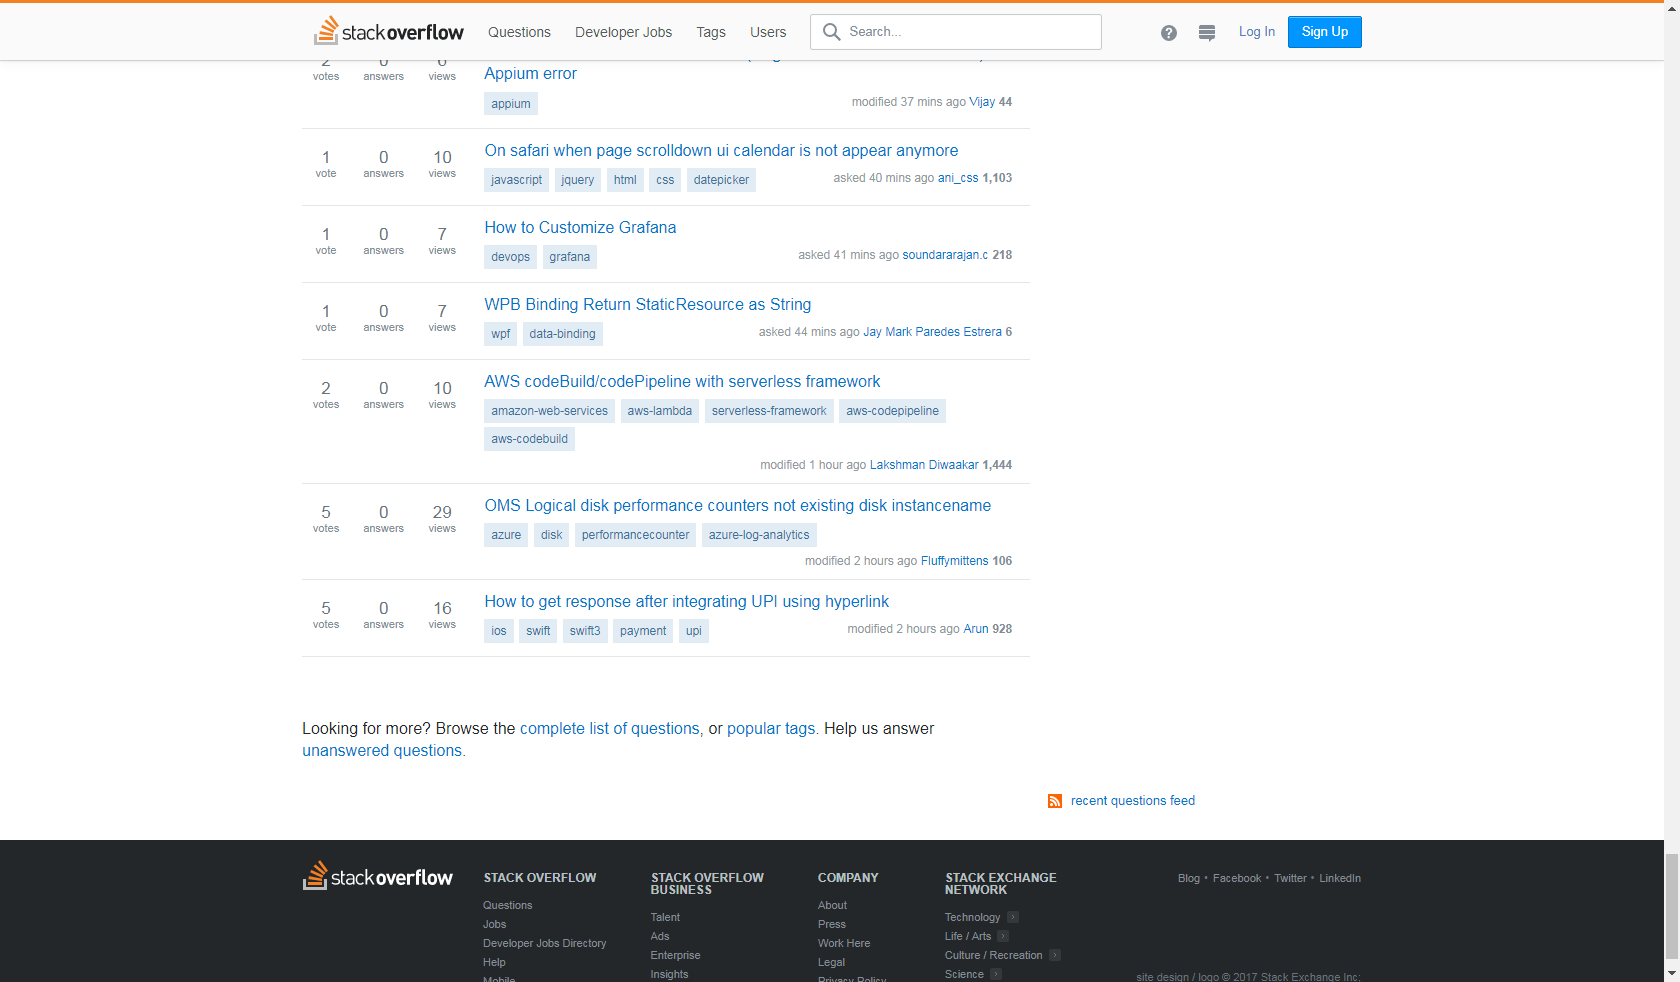 stackoverflow Questions Developer Jobs Tags Users Search... Log In Sign Up
votes answers views
Appium error
appium
modified 37 mins ago Vijay 44
1 vote 0 answers 10 views
On safari when page scrolldown ui calendar is not appear anymore
javascript jquery html css datepicker
asked 40 mins ago ani_css 1,103
1 vote 0 answers 7 views
How to Customize Grafana
devops grafana
asked 41 mins ago soundararajan.c 218
1 vote 0 answers 7 views
WPB Binding Return StaticResource as String
wpf data-binding
asked 44 mins ago Jay Mark Paredes Estrera 6
2 votes 0 answers 10 views
AWS codeBuild/codePipeline with serverless framework
amazon-web-services aws-lambda serverless-framework aws-codepipeline
aws-codebuild
modified 1 hour ago Lakshman Diwaakar 1,444
5 votes 0 answers 29 views
OMS Logical disk performance counters not existing disk instancename
azure disk performancecounter azure-log-analytics
modified 2 hours ago Fluffymittens 106
5 votes 0 answers 16 views
How to get response after integrating UPI using hyperlink
ios swift swift3 payment upi
modified 2 hours ago Arun 928
Looking for more? Browse the complete list of questions, or popular tags. Help us answer
unanswered questions.
recent questions feed
stackoverflow
STACK OVERFLOW
Questions
Jobs
Developer Jobs Directory
Help
Mobile
STACK OVERFLOW
BUSINESS
Talent
Ads
Enterprise
Insights
COMPANY
About
Press
Work Here
Legal
Privacy Policy
STACK EXCHANGE
NETWORK
Technology
Life / Arts
Culture / Recreation
Science
Blog • Facebook • Twitter • LinkedIn
site design / logo © 2017 Stack Exchange Inc;